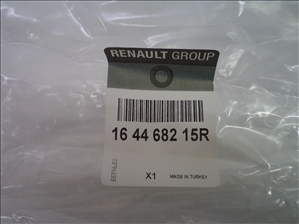 RENAULT GROUP
16 44 682 15R
X1 MADE IN TURKEY